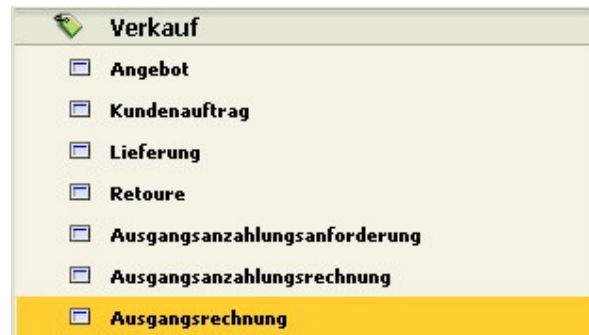 Verkauf
Angebot
Kundenauftrag
Lieferung
Retoure
Ausgangsanzahlungsanforderung
Ausgangsanzahlungsrechnung
Ausgangsrechnung